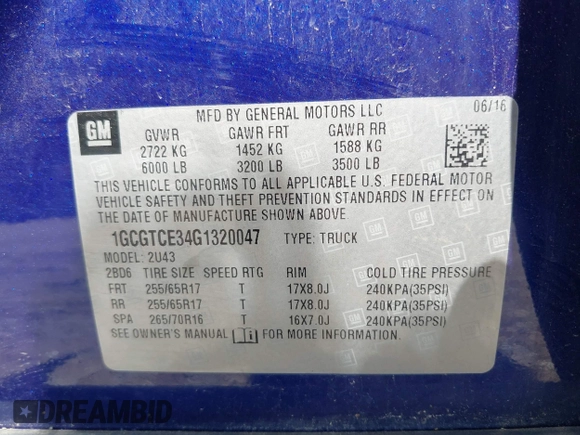 MFD BY GENERAL MOTORS LLC 06/16
GM
GVWR GAWR FRT GAWR RR
2722 KG 1452 KG 1588 KG
6000 LB 3200 LB 3500 LB
THIS VEHICLE CONFORMS TO ALL APPLICABLE U.S. FEDERAL MOTOR
VEHICLE SAFETY AND THEFT PREVENTION STANDARDS IN EFFECT ON
THE DATE OF MANUFACTURE SHOWN ABOVE
1GCGTCE34G1320047 TYPE: TRUCK
MODEL: 2U43
2BD6 TIRE SIZE SPEED RTG RIM COLD TIRE PRESSURE
FRT 255/65R17 T 17X8.0J 240KPA(35PSI)
RR 255/65R17 T 17X8.0J 240KPA(35PSI)
SPA 265/70R16 T 16X7.0J 240KPA(35PSI)
SEE OWNER'S MANUAL FOR MORE INFORMATION.
DREAMBID